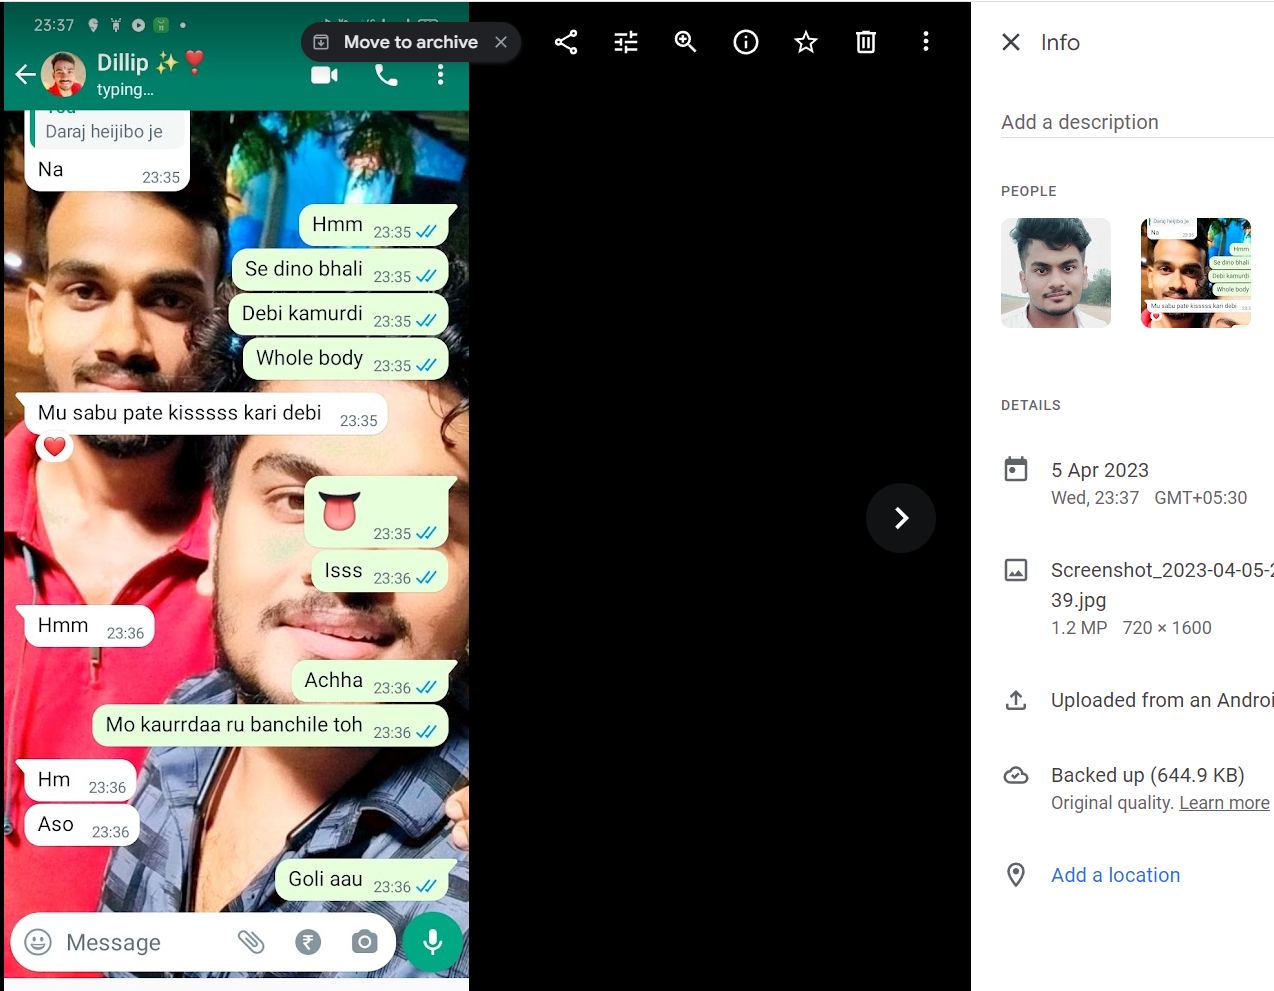 23:37
Move to archive
Info
Dillip ✨❣️
typing...
Add a description
You
Daraj heijibo je
Na 23:35
PEOPLE
Hmm 23:35
Se dino bhali 23:35
Debi kamurdi 23:35
Whole body 23:35
Daraj heijibo je
Na
Hmm
Se dino bhali
Debi kamurdi
Whole body
Mu sabu pate kisssss kari debi
Mu sabu pate kisssss kari debi 23:35
❤️
DETAILS
👅 23:35
5 Apr 2023
Wed, 23:37 GMT+05:30
Isss 23:36
Screenshot_2023-04-05-2
39.jpg
1.2 MP 720 × 1600
Hmm 23:36
Achha 23:36
Uploaded from an Androi
Mo kaurrdaa ru banchile toh 23:36
Hm 23:36
Backed up (644.9 KB)
Original quality. Learn more
Aso 23:36
Goli aau 23:36
Add a location
Message